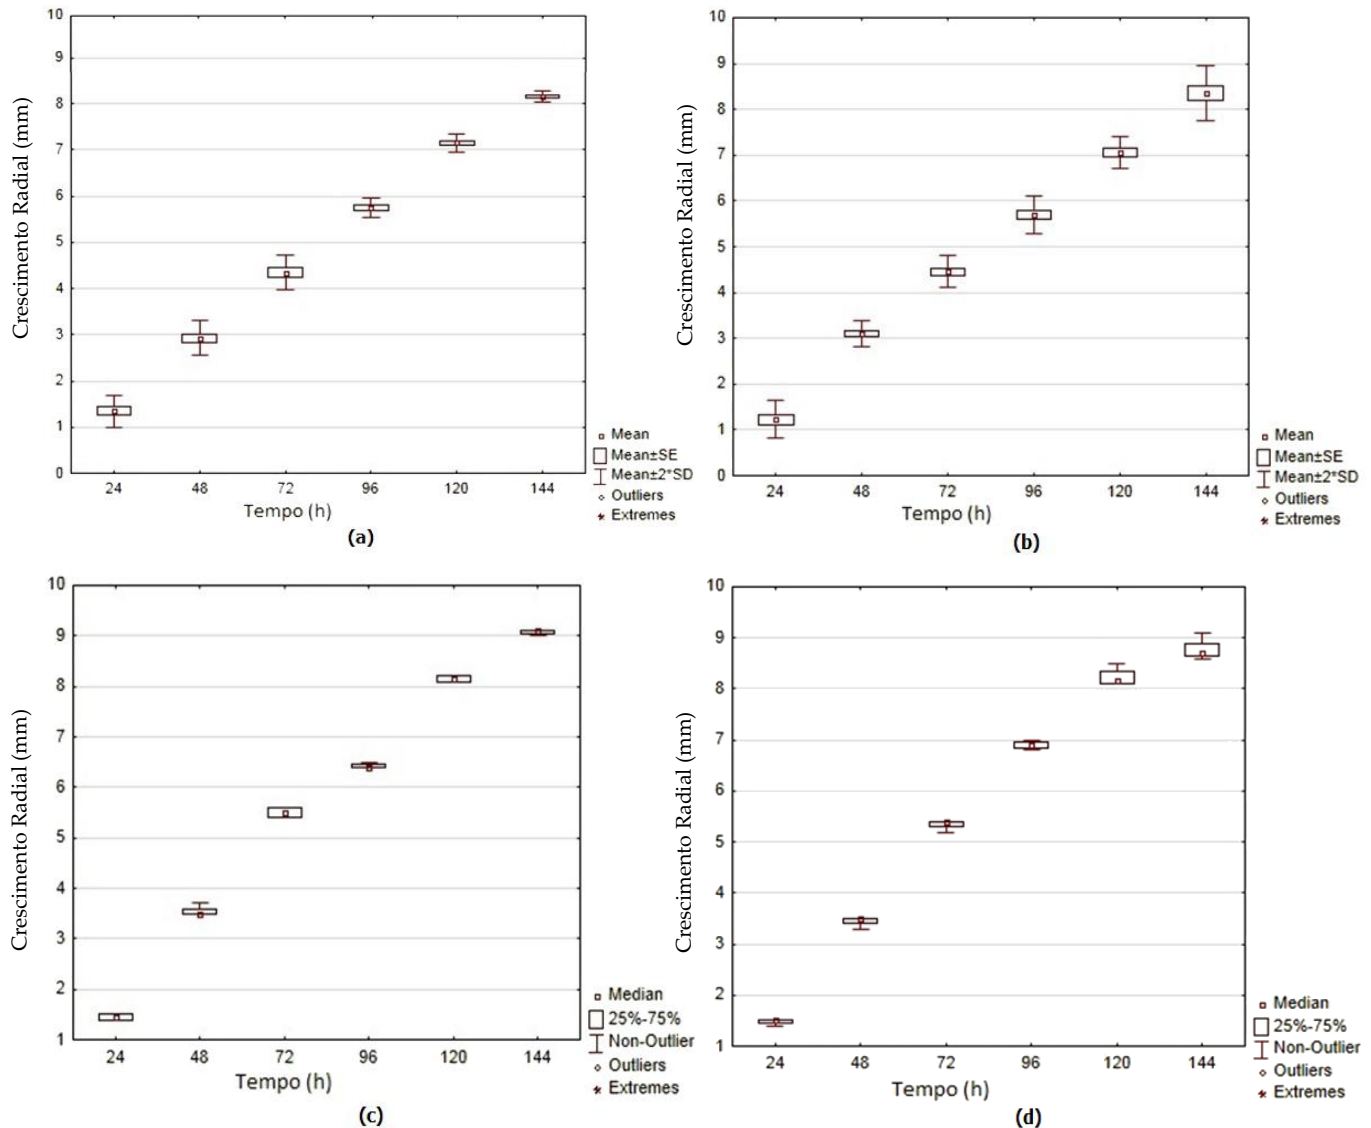 Crescimento Radial (mm)
10
9
8
7
6
5
4
3
2
1
0
24 48 72 96 120 144
Tempo (h)
Mean
Mean±SE
Mean±2*SD
Outliers
Extremes
(a)
Crescimento Radial (mm)
10
9
8
7
6
5
4
3
2
1
0
24 48 72 96 120 144
Tempo (h)
Mean
Mean±SE
Mean±2*SD
Outliers
Extremes
(b)
Crescimento Radial (mm)
10
9
8
7
6
5
4
3
2
1
24 48 72 96 120 144
Tempo (h)
Median
25%-75%
Non-Outlier
Outliers
Extremes
(c)
Crescimento Radial (mm)
10
9
8
7
6
5
4
3
2
1
24 48 72 96 120 144
Tempo (h)
Median
25%-75%
Non-Outlier
Outliers
Extremes
(d)